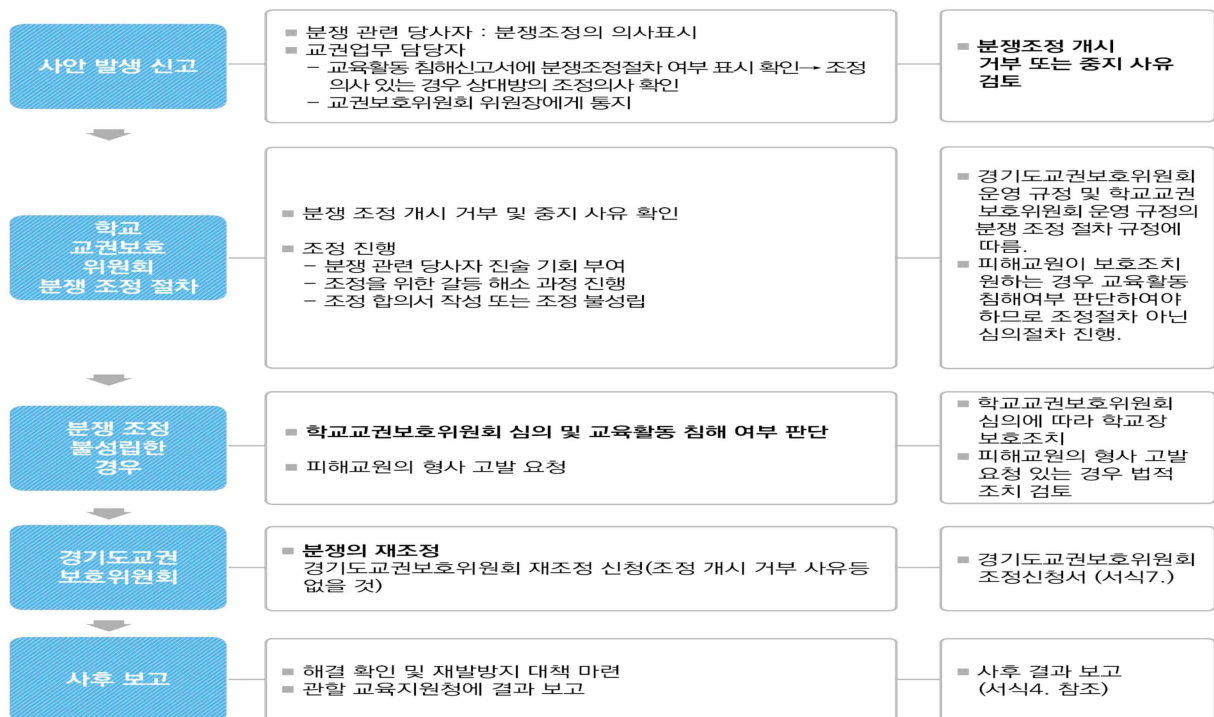 사안 발생 신고
■ 분쟁 관련 당사자 : 분쟁조정의 의사표시
■ 교권업무 담당자
– 교육활동 침해신고서에 분쟁조정절차 여부 표시 확인→ 조정
의사 있는 경우 상대방의 조정의사 확인
– 교권보호위원회 위원장에게 통지
■ 분쟁조정 개시
거부 또는 중지 사유
검토
학교
교권보호
위원회
분쟁 조정 절차
■ 분쟁 조정 개시 거부 및 중지 사유 확인
■ 조정 진행
– 분쟁 관련 당사자 진술 기회 부여
– 조정을 위한 갈등 해소 과정 진행
– 조정 합의서 작성 또는 조정 불성립
■ 경기도교권보호위원회
운영 규정 및 학교교권
보호위원회 운영 규정의
분쟁 조정 절차 규정에
따름.
■ 피해교원이 보호조치
원하는 경우 교육활동
침해여부 판단하여야
하므로 조정절차 아닌
심의절차 진행.
분쟁 조정
불성립한
경우
■ 학교교권보호위원회 심의 및 교육활동 침해 여부 판단
■ 피해교원의 형사 고발 요청
■ 학교교권보호위원회
심의에 따라 학교장
보호조치
■ 피해교원의 형사 고발
요청 있는 경우 법적
조치 검토
경기도교권
보호위원회
■ 분쟁의 재조정
경기도교권보호위원회 재조정 신청(조정 개시 거부 사유등
없을 것)
■ 경기도교권보호위원회
조정신청서 (서식7.)
사후 보고
■ 해결 확인 및 재발방지 대책 마련
■ 관할 교육지원청에 결과 보고
■ 사후 결과 보고
(서식4. 참조)